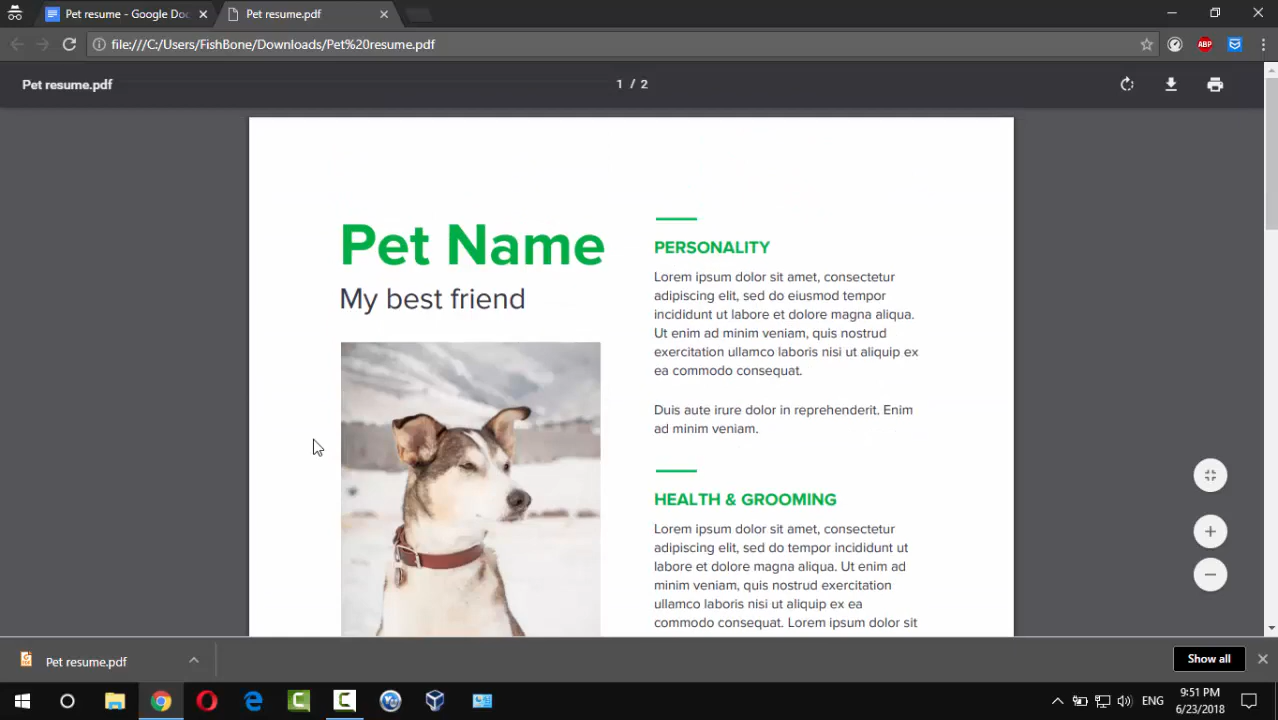 Pet resume - Google Doc
Pet resume.pdf
file:///C:/Users/FishBone/Downloads/Pet%20resume.pdf
ABP
Pet resume.pdf
1 / 2
Pet Name
My best friend
PERSONALITY
Lorem ipsum dolor sit amet, consectetur
adipiscing elit, sed do eiusmod tempor
incididunt ut labore et dolore magna aliqua.
Ut enim ad minim veniam, quis nostrud
exercitation ullamco laboris nisi ut aliquip ex
ea commodo consequat.
Duis aute irure dolor in reprehenderit. Enim
ad minim veniam.
HEALTH & GROOMING
Lorem ipsum dolor sit amet, consectetur
adipiscing elit, sed do tempor incididunt ut
labore et dolore magna aliqua. Ut enim ad
minim veniam, quis nostrud exercitation
ullamco laboris nisi ut aliquip ex ea
commodo consequat. Lorem ipsum dolor sit
Pet resume.pdf
Show all
ENG
9:51 PM
6/23/2018